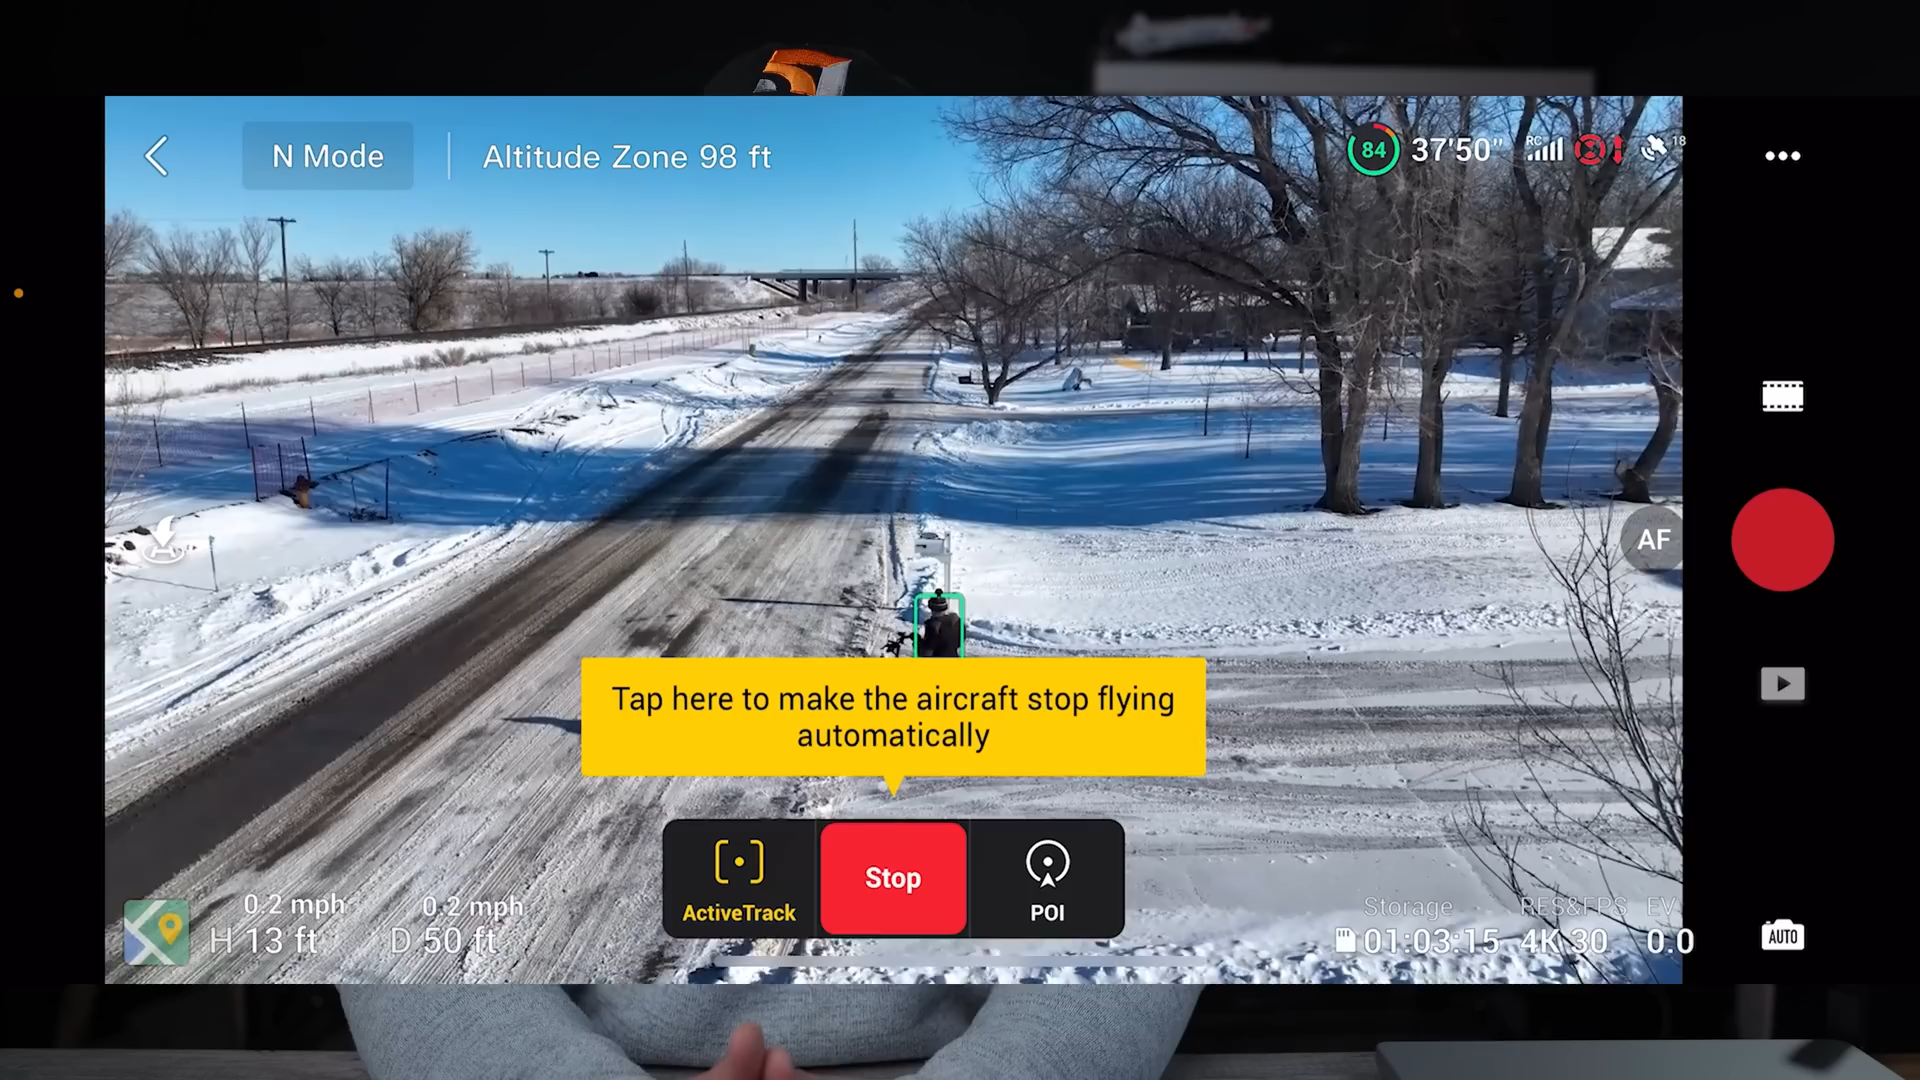 N Mode
Altitude Zone 98 ft
84
37'50"
RC
18
AF
Tap here to make the aircraft stop flying
automatically
ActiveTrack
Stop
POI
0.2 mph
0.2 mph
H 13 ft
D 50 ft
Storage
RES&FPS
EV
01:03:15
4K 30
0.0
AUTO